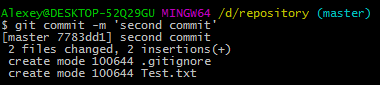 Alexey@DESKTOP-52Q29GU MINGW64 /d/repository (master)
$ git commit -m 'second commit'
[master 7783dd1] second commit
 2 files changed, 2 insertions(+)
 create mode 100644 .gitignore
 create mode 100644 Test.txt